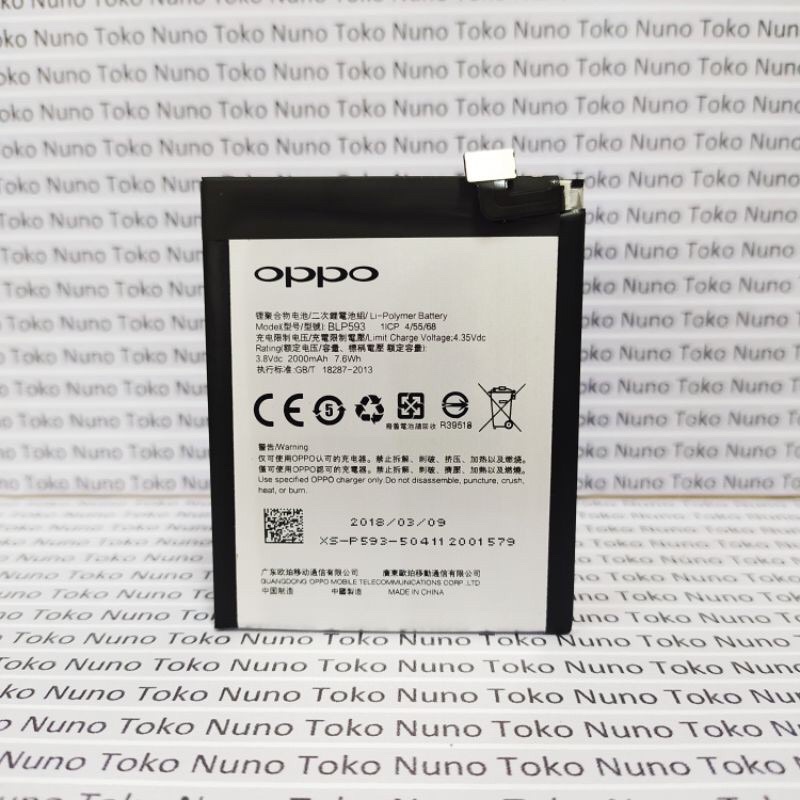 oppo
锂聚合物电池/二次鋰電池組/ Li-Polymer Battery
Model(型号/型號): BLP593 1ICP 4/55/68
充电限制电压/充電限制電壓/Limit Charge Voltage:4.35Vdc
Rating(额定电压/容量、標稱電壓 額定容量):
3.8Vdc 2000mAh 7.6Wh
执行标准:GB/T 18287-2013
CE
5
廢電池請回收 R39518
警告/Warning
仅可使用OPPO认可的充电器。禁止拆解、刺破、挤压、加热以及燃烧。
僅可使用OPPO認可的充電器。禁止拆解、刺破、擠壓、加熱以及燃燒。
Use specified OPPO charger only.Do not disassemble, puncture, crush,
heat, or burn.
2018/03/09
XS-P593-504112001579
广东欧珀移动通信有限公司 廣東歐珀移動通信有限公司
GUANGDONG OPPO MOBILE TELECOMMUNICATIONS CORP.,LTD
中国制造 中國製造 MADE IN CHINA
Toko Nuno Toko Nuno Toko Nuno Toko Nuno